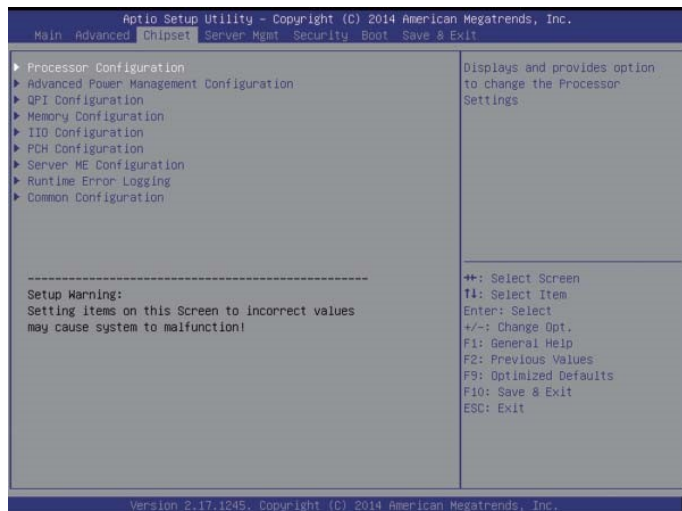 Aptio Setup Utility – Copyright (C) 2014 American Megatrends, Inc.
Main Advanced Chipset Server Mgmt Security Boot Save & Exit
Processor Configuration
Advanced Power Management Configuration
QPI Configuration
Memory Configuration
IIO Configuration
PCH Configuration
Server ME Configuration
Runtime Error Logging
Common Configuration
------------------------------------------------
Setup Warning:
Setting items on this Screen to incorrect values
may cause system to malfunction!
Displays and provides option
to change the Processor
Settings
→←: Select Screen
↑↓: Select Item
Enter: Select
+/-: Change Opt.
F1: General Help
F2: Previous Values
F9: Optimized Defaults
F10: Save & Exit
ESC: Exit
Version 2.17.1245. Copyright (C) 2014 American Megatrends, Inc.